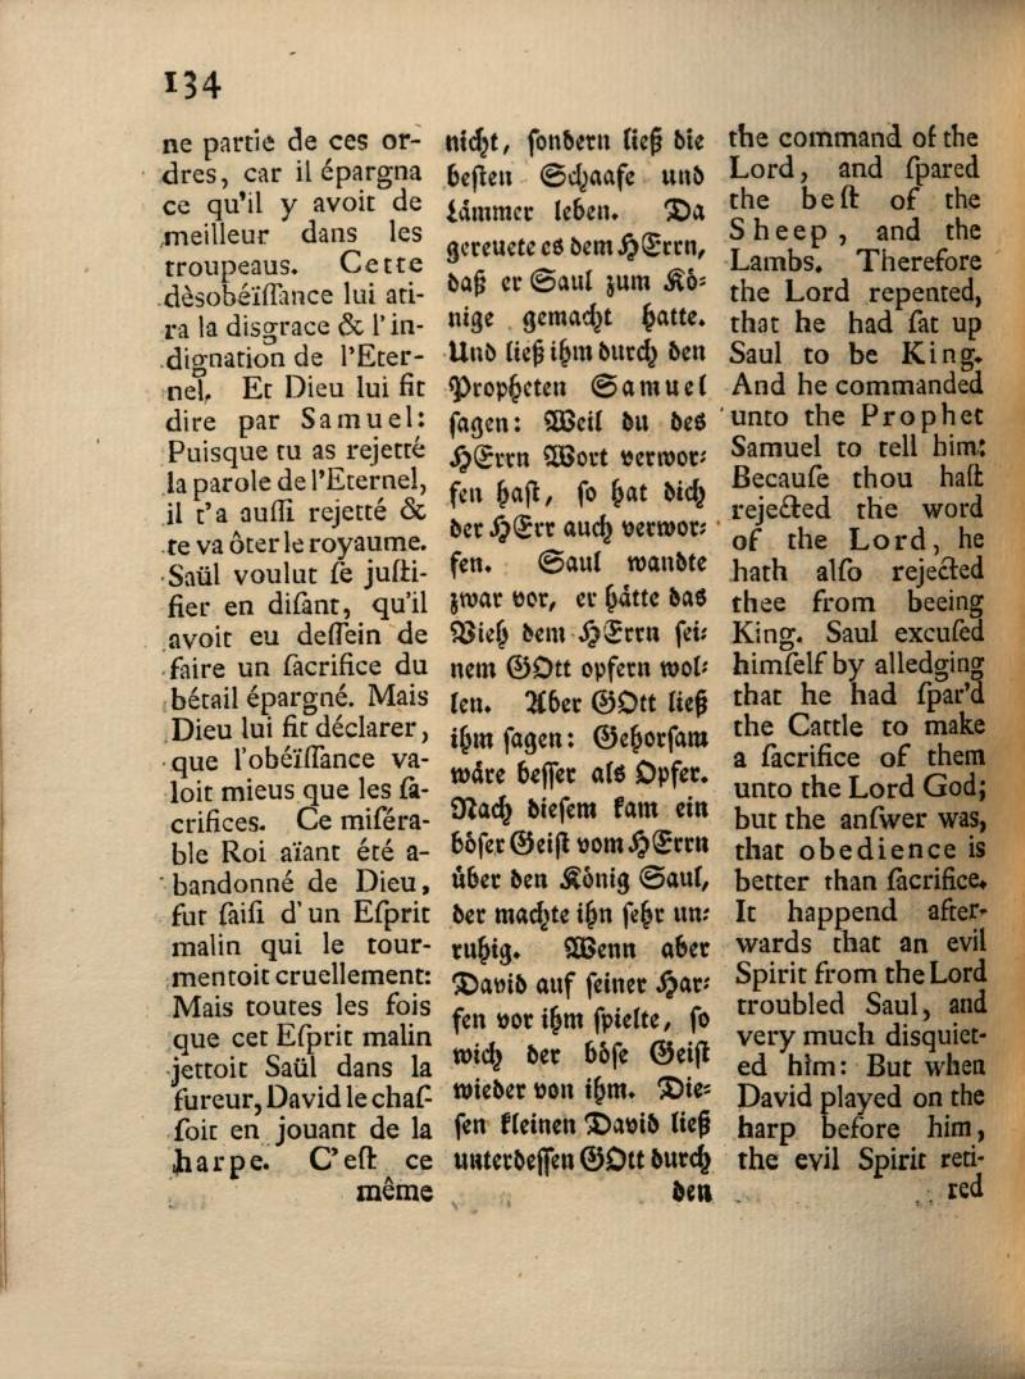 134
ne partie de ces or-
dres, car il épargna
ce qu'il y avoit de
meilleur dans les
troupeaus. Cette
dèsobéïſſance lui ati-
ra la disgrace & l'in-
dignation de l'Eter-
nel. Et Dieu lui fit
dire par Samuel:
Puisque tu as rejetté
la parole de l'Eternel,
il t'a auſſi rejetté &
te va ôter le royaume.
Saül voulut ſe juſti-
fier en diſant, qu'il
avoit eu deſſein de
faire un ſacrifice du
bétail épargné. Mais
Dieu lui fit déclarer,
que l'obéïſſance va-
loit mieus que les ſa-
crifices. Ce miſéra-
ble Roi aïant été a-
bandonné de Dieu,
fut ſaiſi d'un Eſprit
malin qui le tour-
mentoit cruellement:
Mais toutes les fois
que cet Eſprit malin
jettoit Saül dans la
fureur, David le chaſ-
ſoit en jouant de la
harpe. C'eſt ce
même
nicht, ſondern ließ die
beſten Schaafe und
Lämmer leben. Da
gereuete es dem HErrn,
daß er Saul zum Kö-
nige gemacht hatte.
Und ließ ihm durch den
Propheten Samuel
ſagen: Weil du des
HErrn Wort verwor-
fen haſt, ſo hat dich
der HErr auch verwor-
fen. Saul wandte
zwar vor, er hätte das
Vieh dem HErrn ſei-
nem GOtt opfern wol-
len. Aber GOtt ließ
ihm ſagen: Gehorſam
wäre beſſer als Opfer.
Nach dieſem kam ein
böſer Geiſt vom HErrn
über den König Saul,
der machte ihn ſehr un-
ruhig. Wenn aber
David auf ſeiner Har-
fen vor ihm ſpielte, ſo
wich der böſe Geiſt
wieder von ihm. Die-
ſen kleinen David ließ
unterdeſſen GOtt durch
den
the command of the
Lord, and ſpared
the beſt of the
Sheep, and the
Lambs. Therefore
the Lord repented,
that he had ſat up
Saul to be King.
And he commanded
unto the Prophet
Samuel to tell him:
Becauſe thou haſt
rejected the word
of the Lord, he
hath alſo rejected
thee from beeing
King. Saul excuſed
himſelf by alledging
that he had ſpar'd
the Cattle to make
a ſacrifice of them
unto the Lord God;
but the anſwer was,
that obedience is
better than ſacrifice.
It happend after-
wards that an evil
Spirit from the Lord
troubled Saul, and
very much disquiet-
ed him: But when
David played on the
harp before him,
the evil Spirit reti-
red